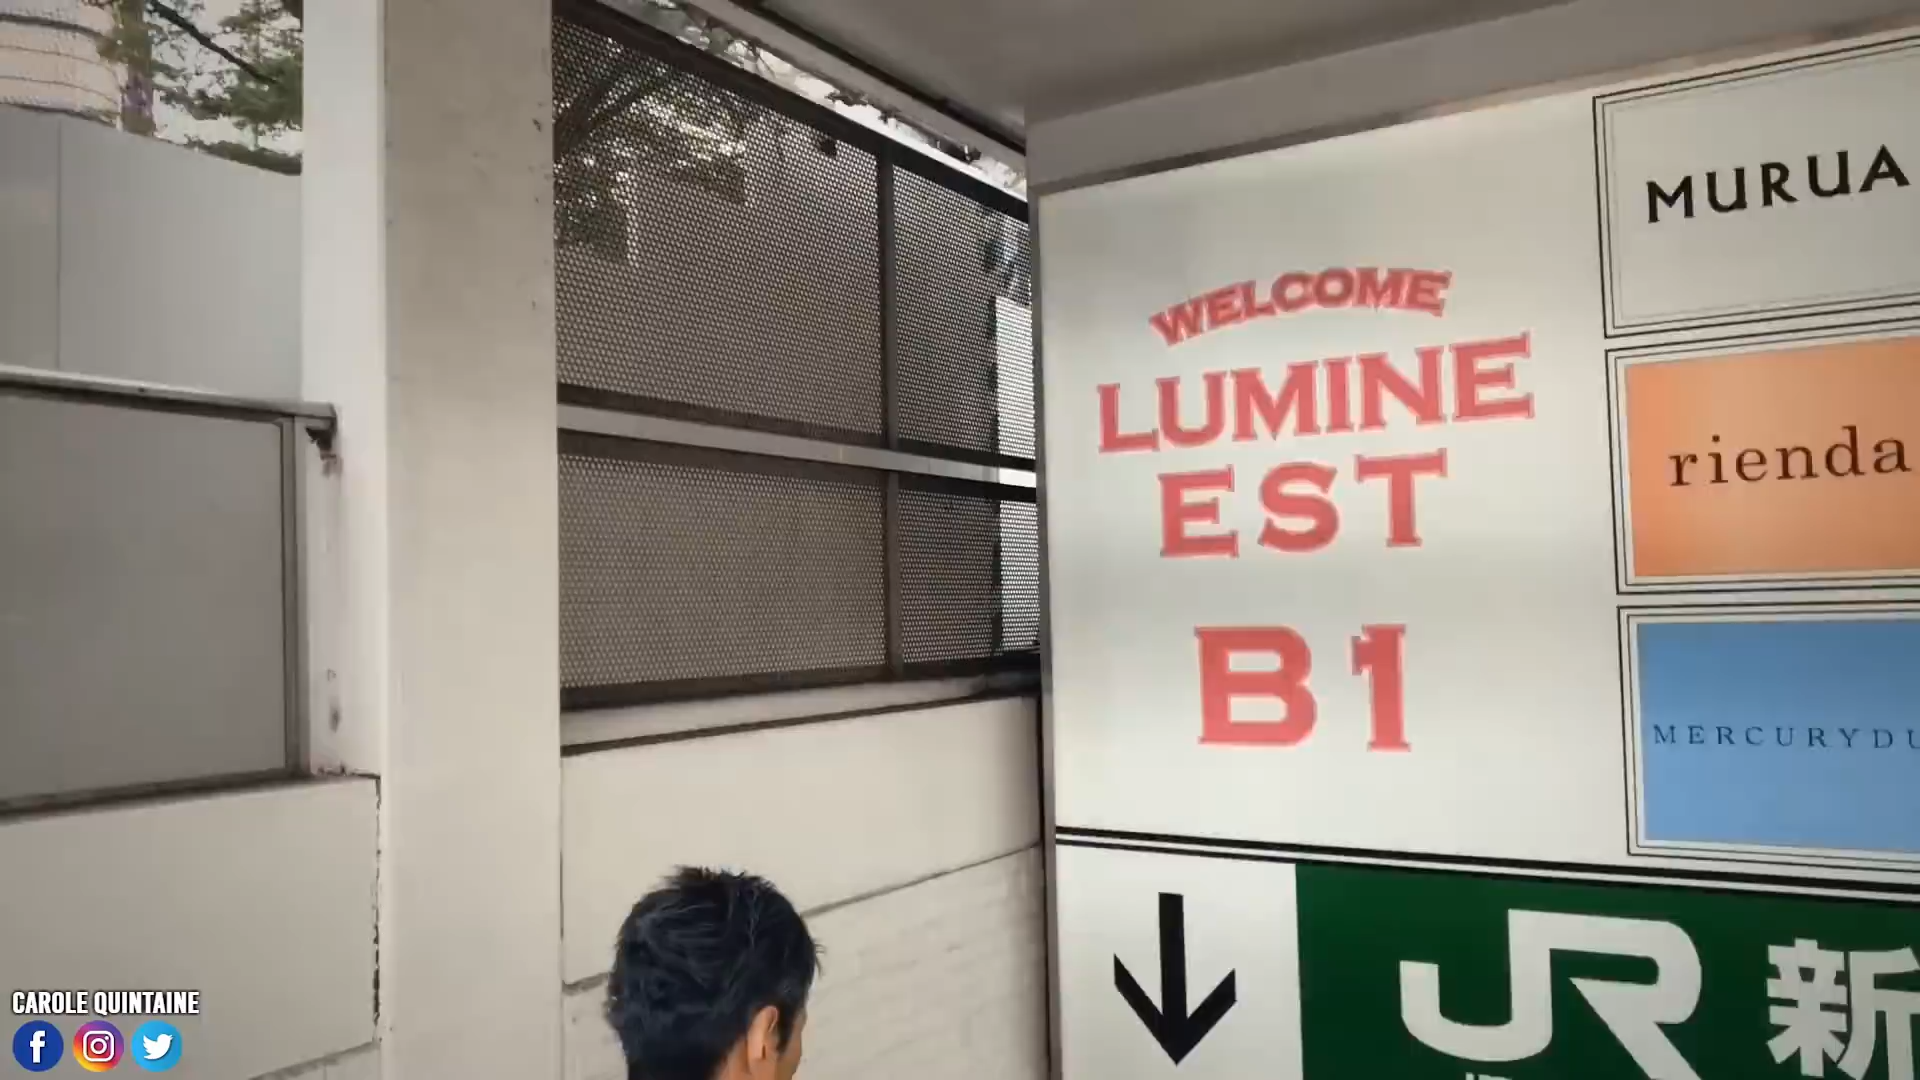 WELCOME
LUMINE
EST
B1
MURUA
rienda
MERCURYDU
JR 新
CAROLE QUINTAINE